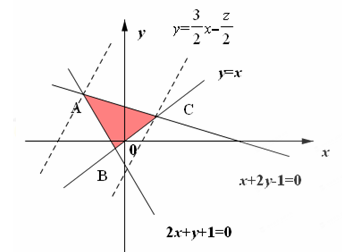 y
y=3/2x-z/2
y=x
A
C
0
x
B
x+2y-1=0
2x+y+1=0